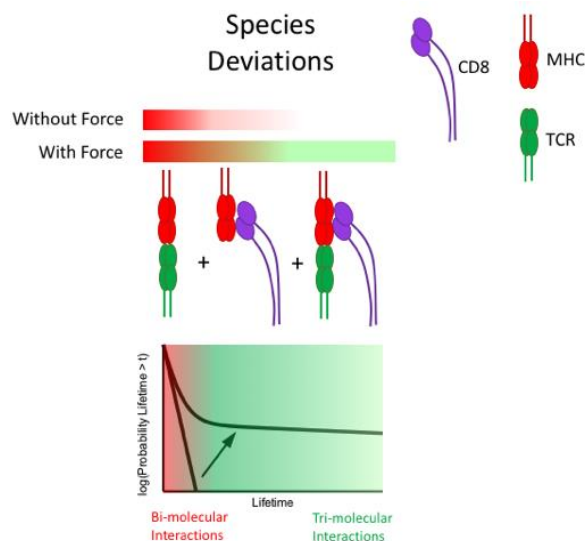 Species
Deviations
CD8
MHC
TCR
Without Force
With Force
+
+
log(Probability Lifetime > t)
Lifetime
Bi-molecular
Interactions
Tri-molecular
Interactions